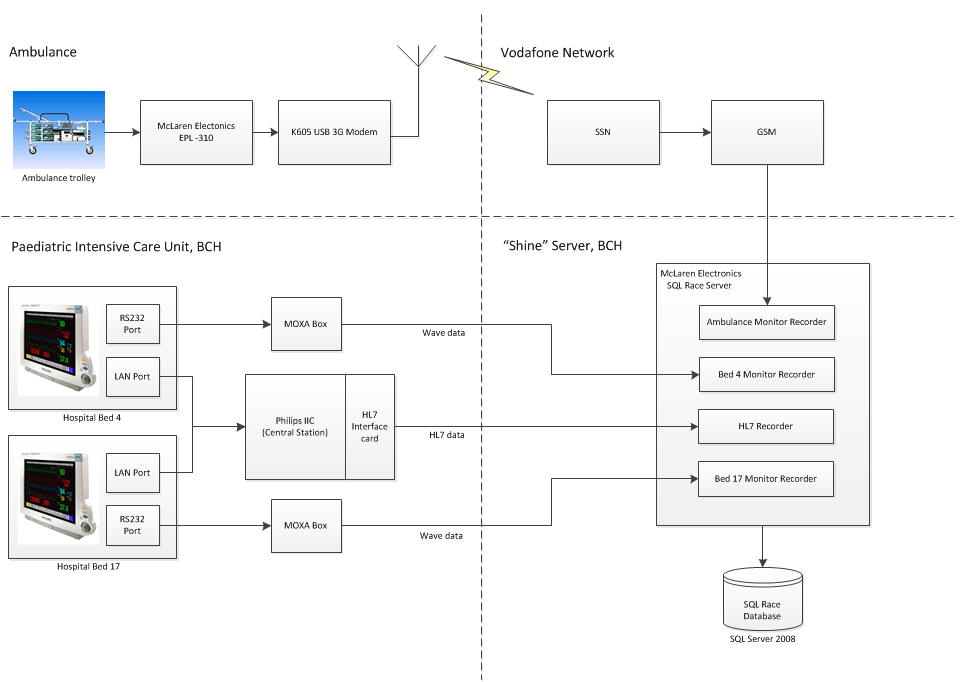 Ambulance
Vodafone Network
McLaren Electonics
EPL -310
K605 USB 3G Modem
SSN
GSM
Ambulance trolley
Paediatric Intensive Care Unit, BCH
“Shine” Server, BCH
McLaren Electronics
SQL Race Server
RS232
Port
MOXA Box
Wave data
Ambulance Monitor Recorder
LAN Port
Bed 4 Monitor Recorder
Hospital Bed 4
Philips IIC
(Central Station)
HL7
Interface
card
HL7 data
HL7 Recorder
LAN Port
Bed 17 Monitor Recorder
RS232
Port
MOXA Box
Wave data
Hospital Bed 17
SQL Race
Database
SQL Server 2008